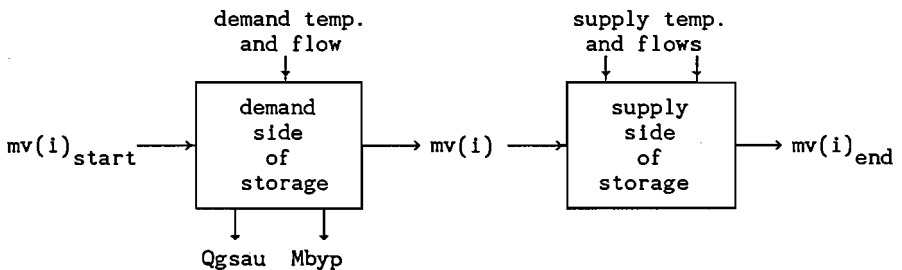 demand temp.
and flow
supply temp.
and flows
mv(i)start
demand
side
of
storage
mv(i)
supply
side
of
storage
mv(i)end
Qgsau Mbyp